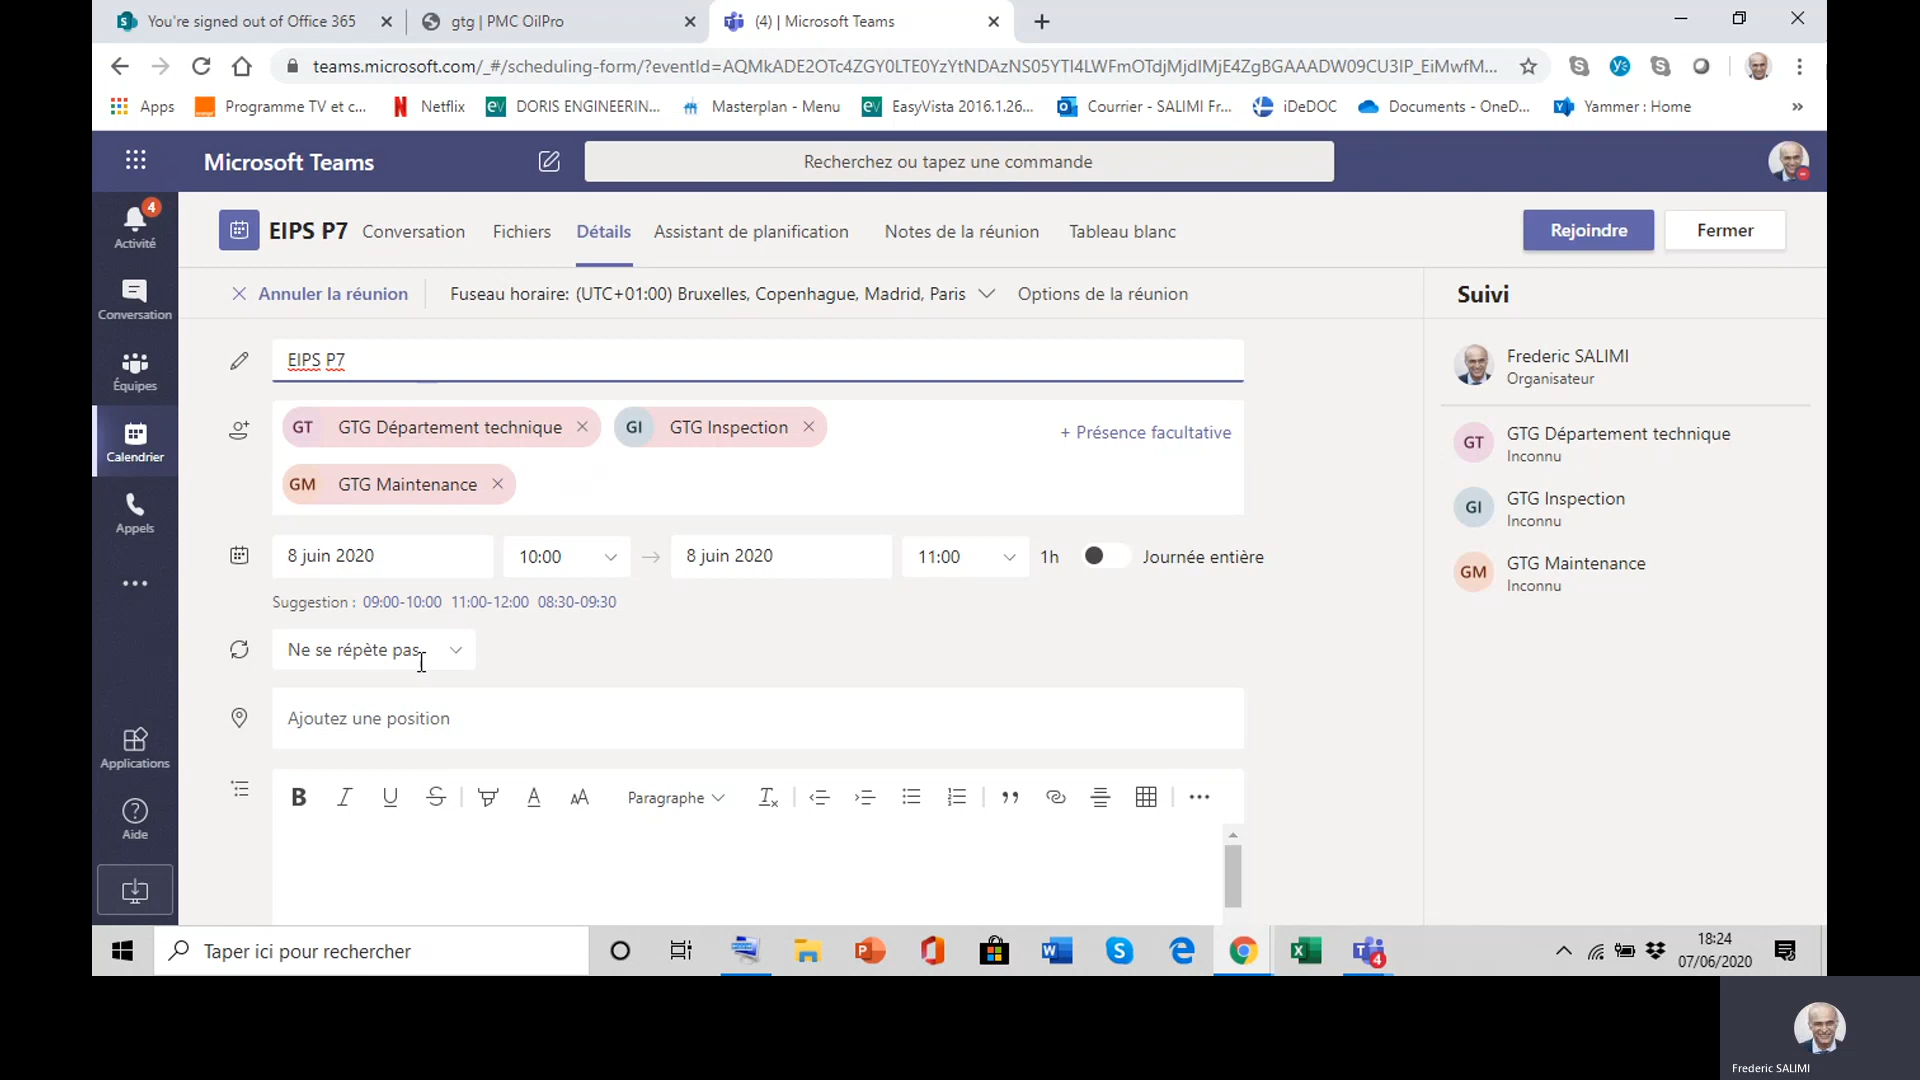 You're signed out of Office 365
gtg | PMC OilPro
(4) | Microsoft Teams
teams.microsoft.com/_#/scheduling-form/?eventId=AQMkADE2OTc4ZGY0LTE0YzYtNDAzNS05YTI4LWFmOTdjMjdIMjE4ZgBGAAADW09CU3IP_EiMwfM...
Apps
Programme TV et c...
Netflix
DORIS ENGINEERIN...
Masterplan - Menu
EasyVista 2016.1.26...
Courrier - SALIMI Fr...
iDeDOC
Documents - OneD...
Yammer : Home
»
Microsoft Teams
Recherchez ou tapez une commande
4
Activité
Conversation
Équipes
Calendrier
Appels
Applications
Aide
EIPS P7
Conversation
Fichiers
Détails
Assistant de planification
Notes de la réunion
Tableau blanc
Rejoindre
Fermer
Annuler la réunion
Fuseau horaire: (UTC+01:00) Bruxelles, Copenhague, Madrid, Paris
Options de la réunion
EIPS P7
GT GTG Département technique
GI GTG Inspection
GM GTG Maintenance
+ Présence facultative
8 juin 2020
10:00
8 juin 2020
11:00
1h
Journée entière
Suggestion : 09:00-10:00 11:00-12:00 08:30-09:30
Ne se répète pas
Ajoutez une position
Paragraphe
Suivi
Frederic SALIMI
Organisateur
GT
GTG Département technique
Inconnu
GI
GTG Inspection
Inconnu
GM
GTG Maintenance
Inconnu
Taper ici pour rechercher
4
18:24
07/06/2020
Frederic SALIMI